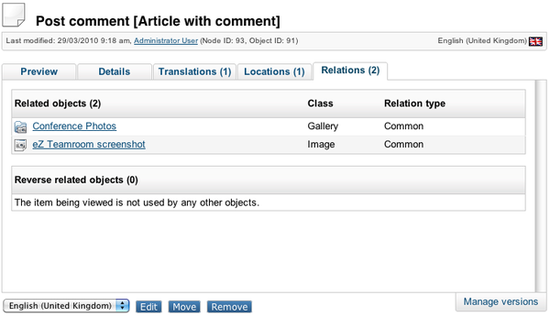 Post comment [Article with comment]
Last modified: 29/03/2010 9:18 am, Administrator User (Node ID: 93, Object ID: 91) English (United Kingdom)
Preview Details Translations (1) Locations (1) Relations (2)
Related objects (2) Class Relation type
Conference Photos Gallery Common
eZ Teamroom screenshot Image Common
Reverse related objects (0)
The item being viewed is not used by any other objects.
Manage versions
English (United Kingdom) Edit Move Remove